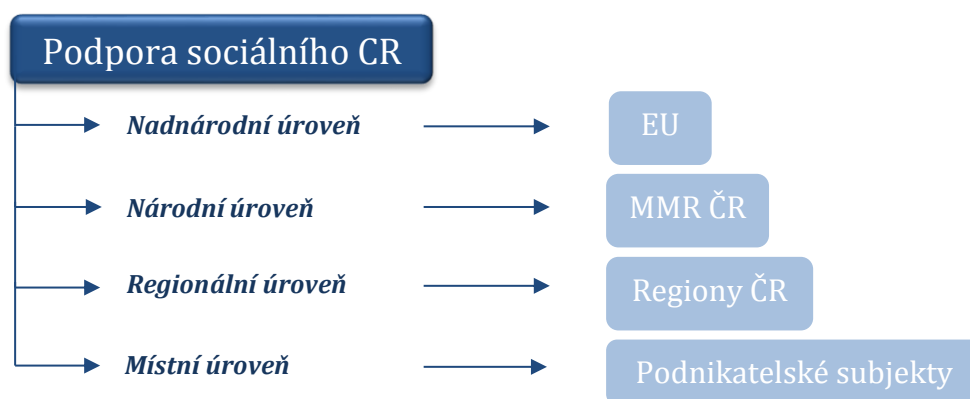 Podpora sociálního CR
Nadnárodní úroveň EU
Národní úroveň MMR ČR
Regionální úroveň Regiony ČR
Místní úroveň Podnikatelské subjekty